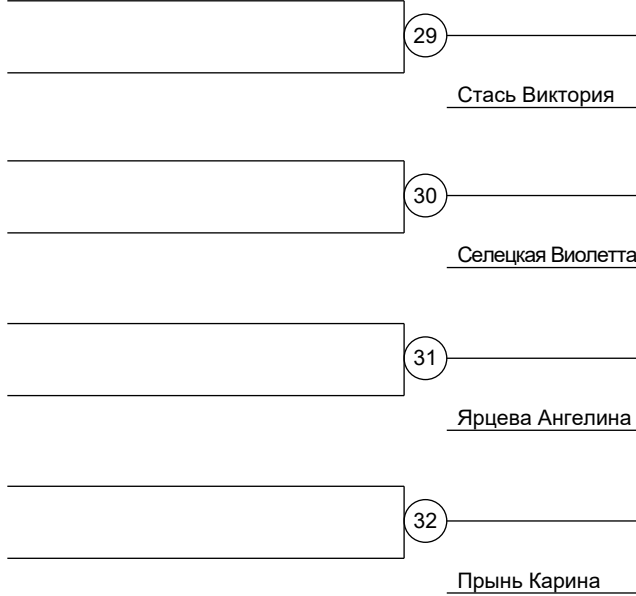 29
Стась Виктория
30
Селецкая Виолетта
31
Ярцева Ангелина
32
Прынь Карина